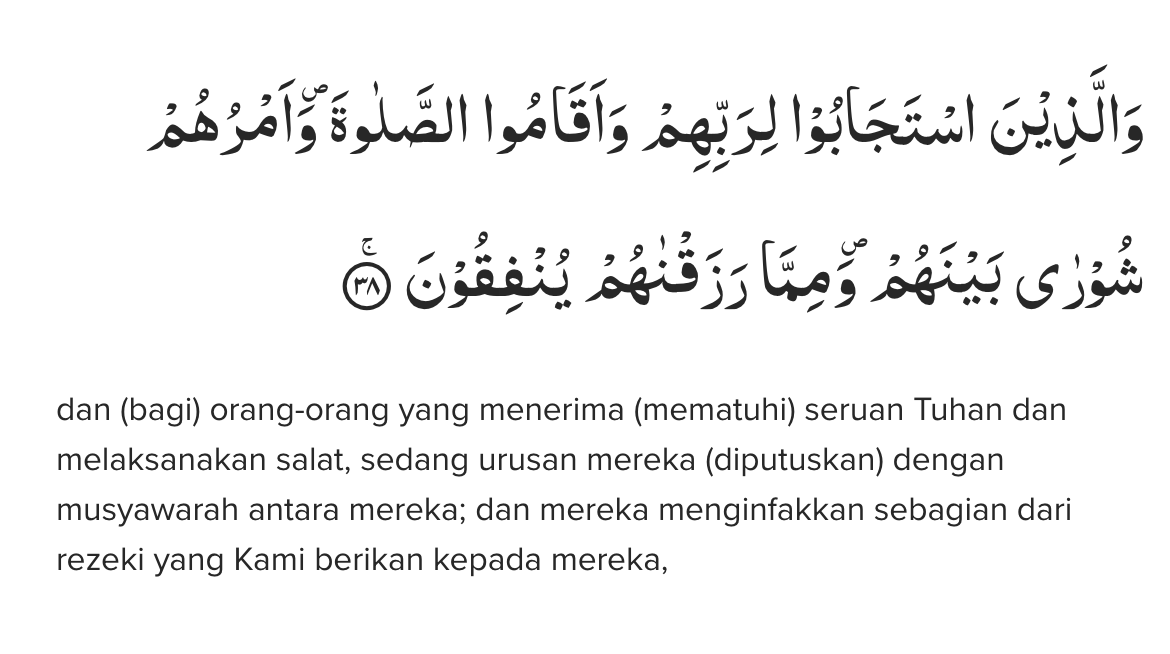 وَالَّذِيْنَ اسْتَجَابُوْا لِرَبِّهِمْ وَاَقَامُوا الصَّلٰوةَۖ وَاَمْرُهُمْ
شُوْرٰى بَيْنَهُمْۖ وَمِمَّا رَزَقْنٰهُمْ يُنْفِقُوْنَ ۚ ٣٨
dan (bagi) orang-orang yang menerima (mematuhi) seruan Tuhan dan
melaksanakan salat, sedang urusan mereka (diputuskan) dengan
musyawarah antara mereka; dan mereka menginfakkan sebagian dari
rezeki yang Kami berikan kepada mereka,